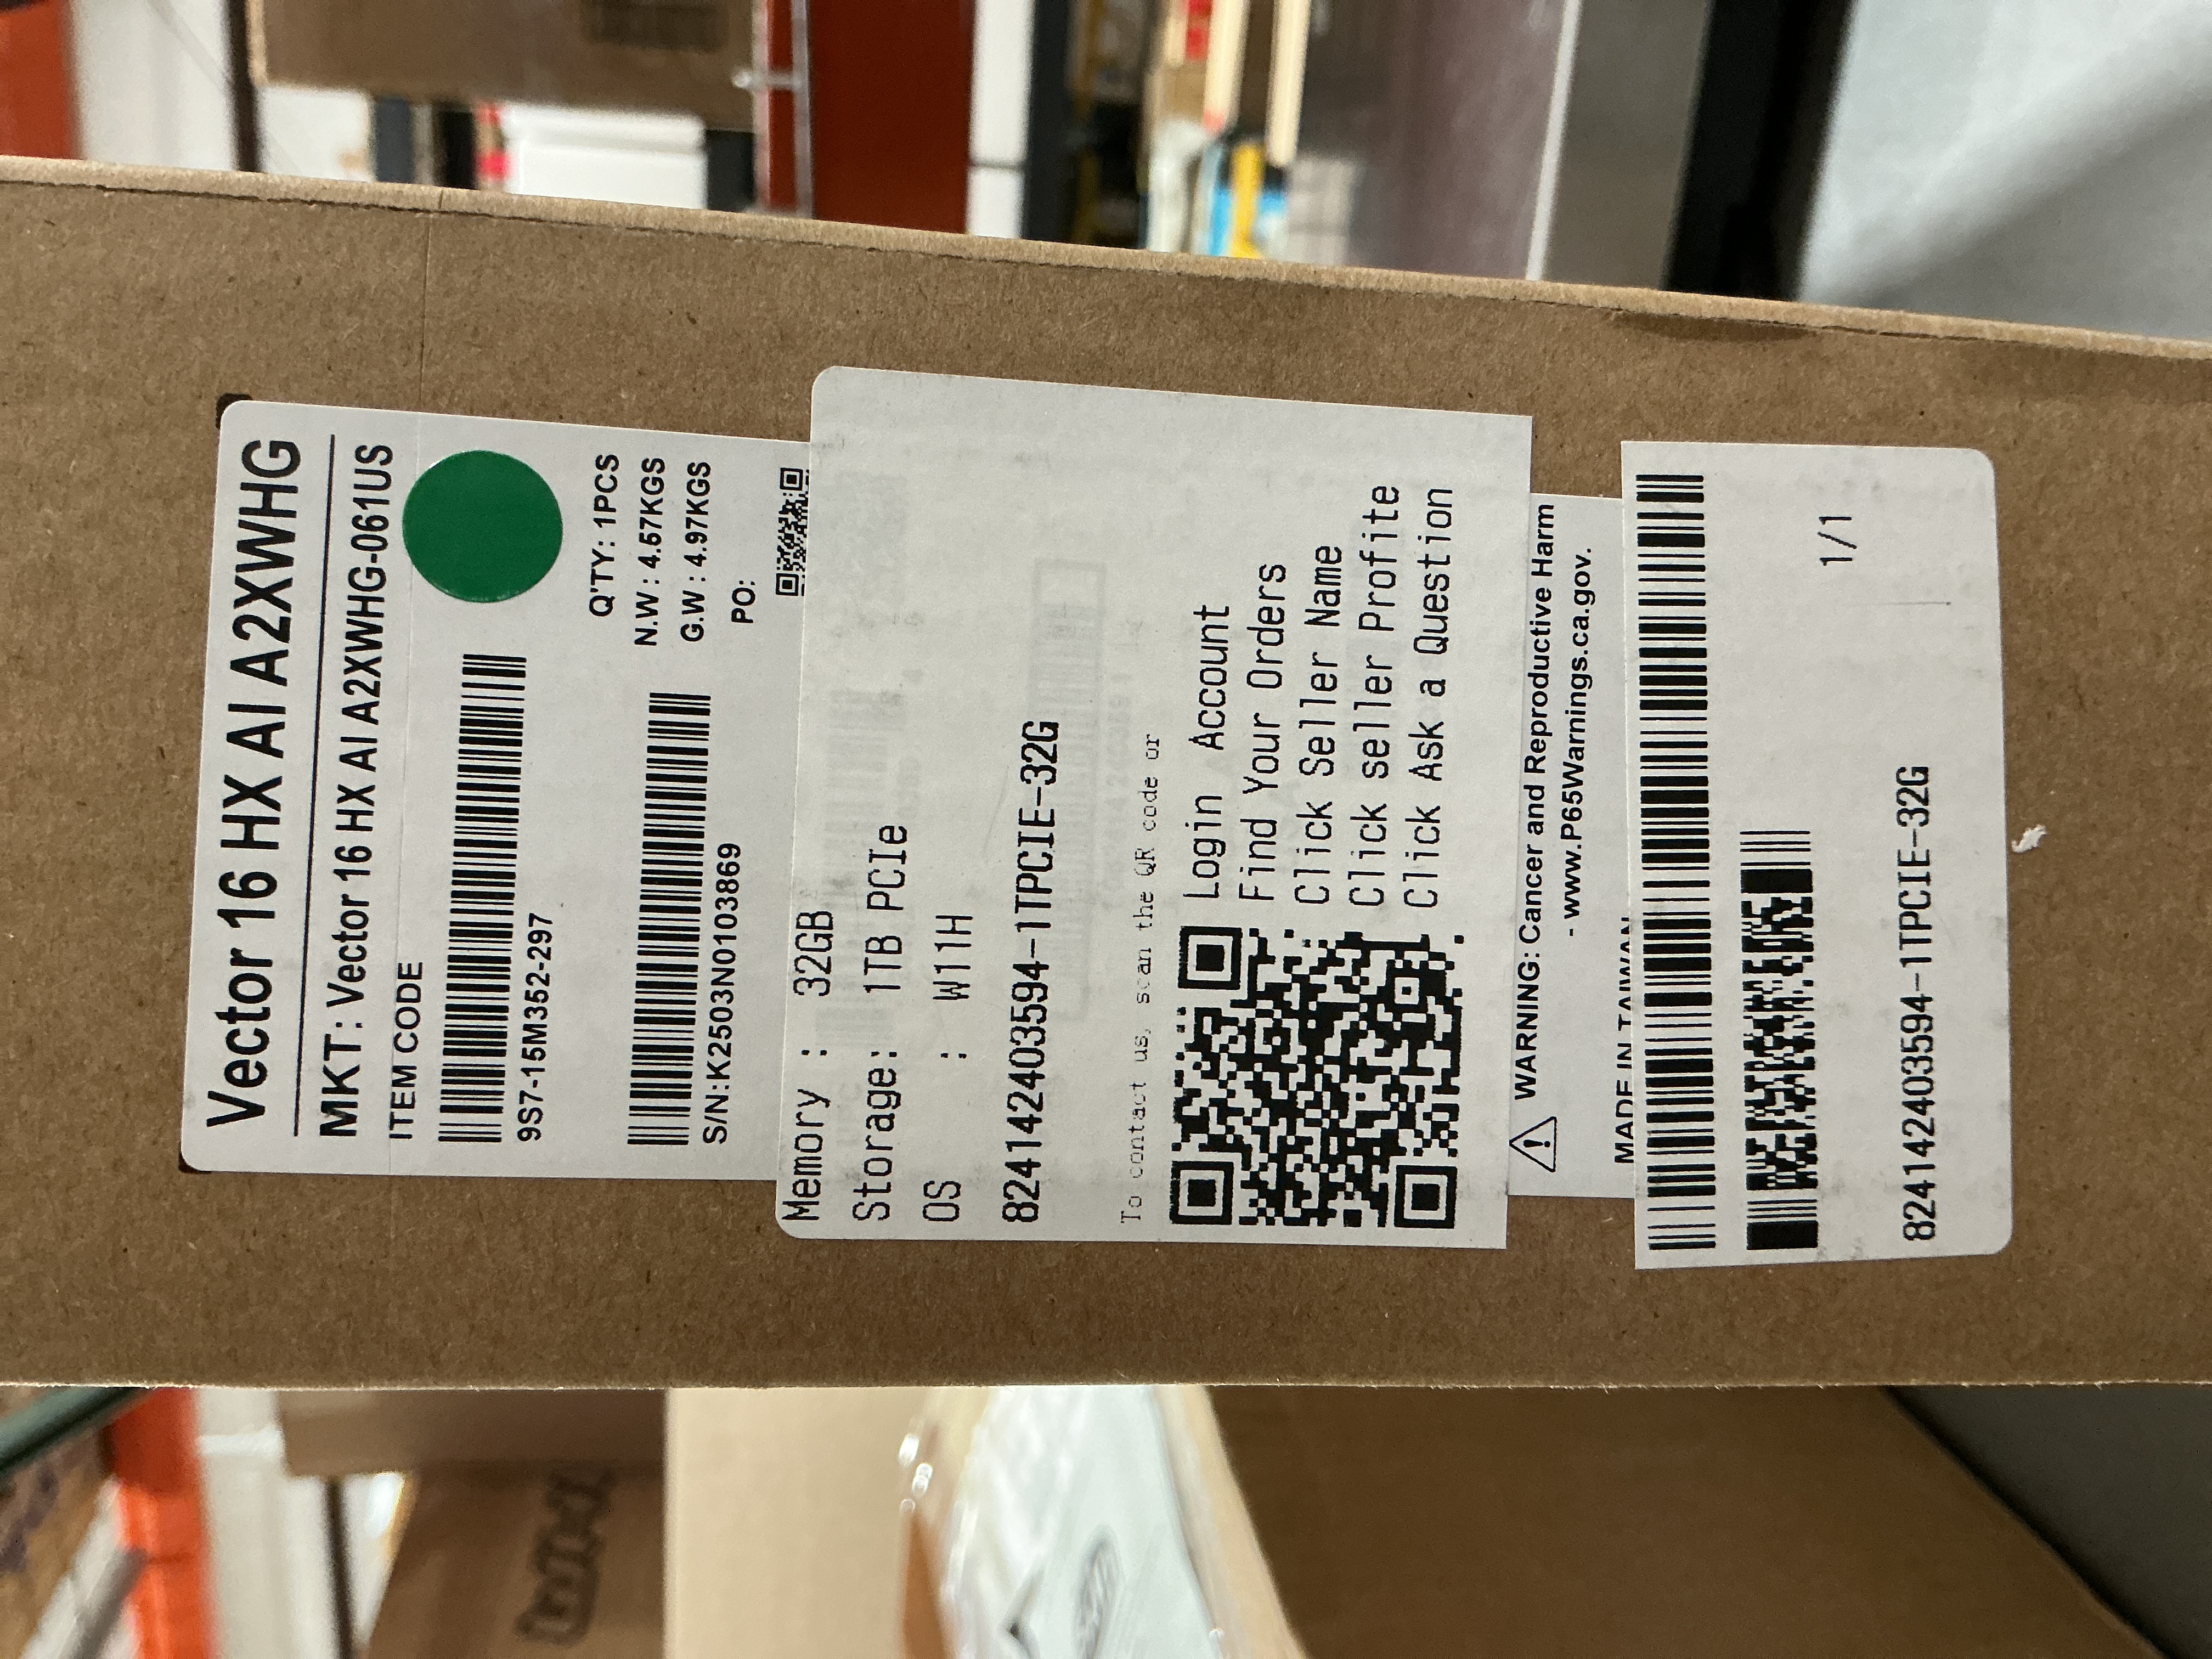 Vector 16 HX AI A2XWHG
MKT: Vector 16 HX AI A2XWHG-061US
ITEM CODE
9S7-15M352-297
Q'TY: 1PCS
N.W : 4.57KGS
G.W : 4.97KGS
S/N:K2503N0103869
PO:
Memory : 32GB
Storage: 1TB PCIe
OS : W11H
824142403594-1TPCIE-32G
To contact us, scan the QR code or
Login Account
Find Your Orders
Click Seller Name
Click seller Profite
Click Ask a Question
WARNING: Cancer and Reproductive Harm
- www.P65Warnings.ca.gov.
MADE IN TAIWAN
1/1
824142403594-1TPCIE-32G